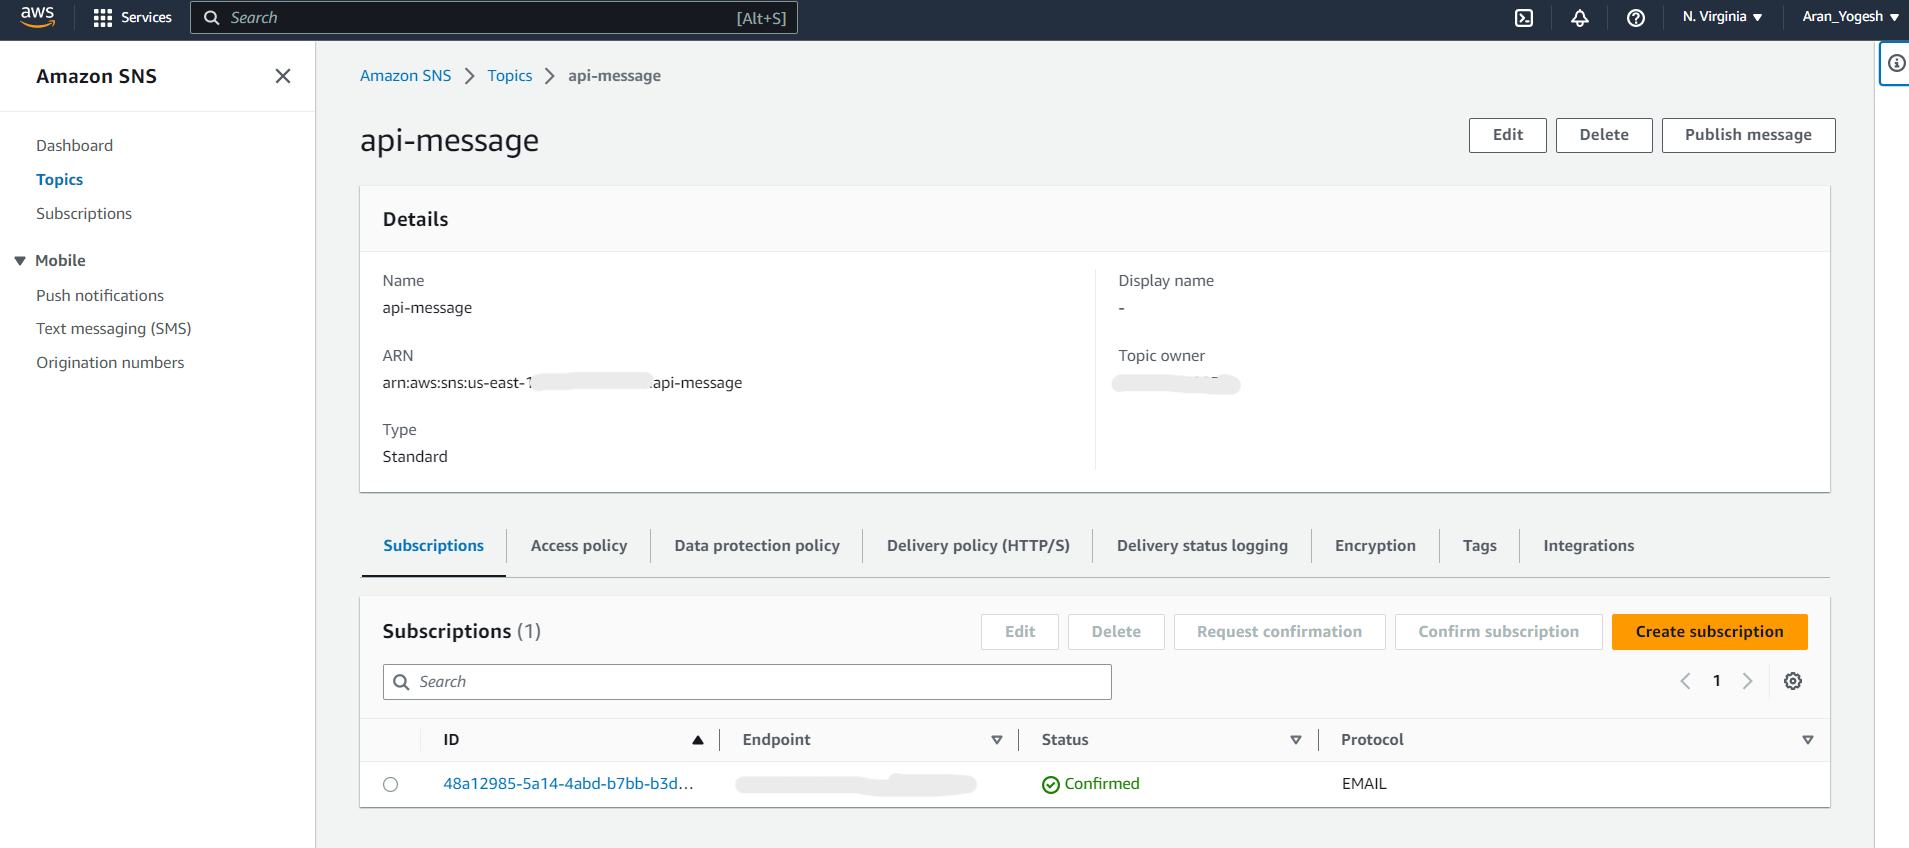 aws Services Search [Alt+S] N. Virginia Aran_Yogesh
Amazon SNS
Dashboard
Topics
Subscriptions
Mobile
Push notifications
Text messaging (SMS)
Origination numbers
Amazon SNS Topics api-message
api-message
Edit Delete Publish message
Details
Name
api-message
Display name
-
ARN
arn:aws:sns:us-east-1 :api-message
Topic owner
Type
Standard
Subscriptions Access policy Data protection policy Delivery policy (HTTP/S) Delivery status logging Encryption Tags Integrations
Subscriptions (1)
Edit Delete Request confirmation Confirm subscription Create subscription
Search
1
ID Endpoint Status Protocol
48a12985-5a14-4abd-b7bb-b3d... Confirmed EMAIL